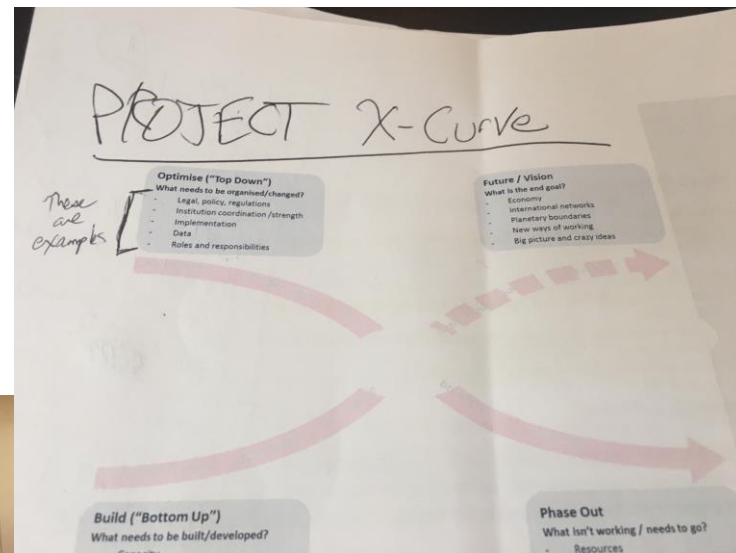 PROJECT X-Curve
These
are
examples
Optimise ("Top Down")
What needs to be organised/changed?
- Legal, policy, regulations
- Institution coordination /strength
- Implementation
- Data
- Roles and responsibilities
Future / Vision
What is the end goal?
- Economy
- International networks
- Planetary boundaries
- New ways of working
- Big picture and crazy ideas
Build ("Bottom Up")
What needs to be built/developed?
Phase Out
What isn't working / needs to go?
- Resources